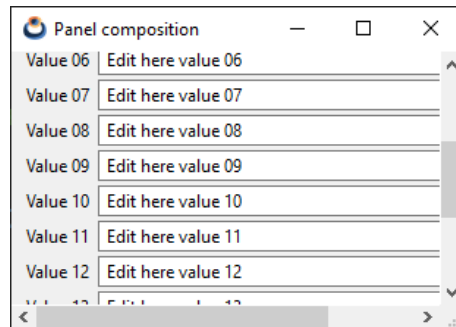 Panel composition
Value 06 Edit here value 06
Value 07 Edit here value 07
Value 08 Edit here value 08
Value 09 Edit here value 09
Value 10 Edit here value 10
Value 11 Edit here value 11
Value 12 Edit here value 12